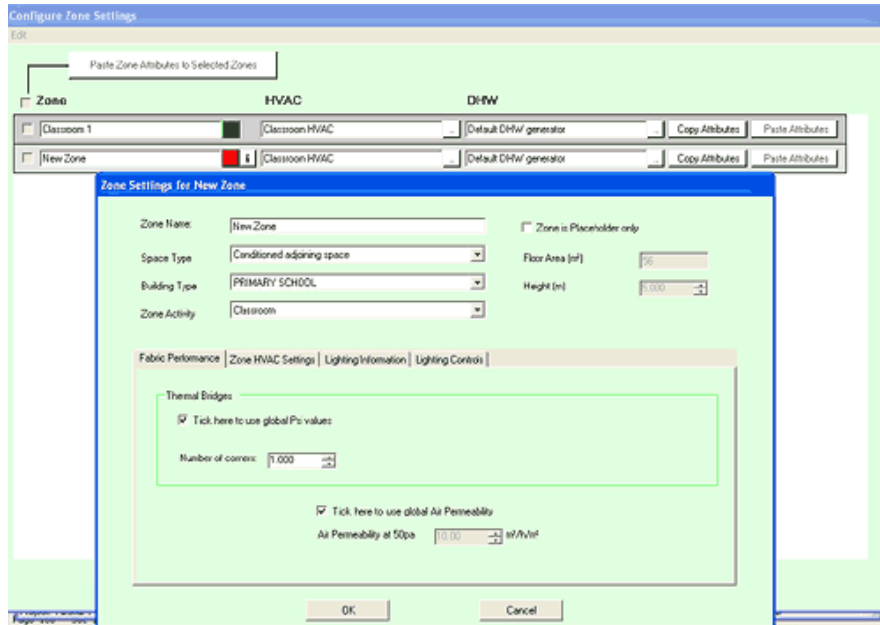 Configure Zone Settings
Edit
Paste Zone Attributes to Selected Zones
Zone HVAC DHW
Classroom 1 Classroom HVAC .. Default DHW generator .. Copy Attributes Paste Attributes
New Zone i Classroom HVAC .. Default DHW generator .. Copy Attributes Paste Attributes
Zone Settings for New Zone
Zone Name: New Zone Zone is Placeholder only
Space Type Conditioned adjoining space Floor Area (m²) 56
Building Type PRIMARY SCHOOL Height (m) 5.000
Zone Activity Classroom
Fabric Performance Zone HVAC Settings Lighting Information Lighting Controls
Thermal Bridges
Tick here to use global Psi values
Number of corners: 1.000
Tick here to use global Air Permeability
Air Permeability at 50pa 10.00 m³/h/m²
OK Cancel